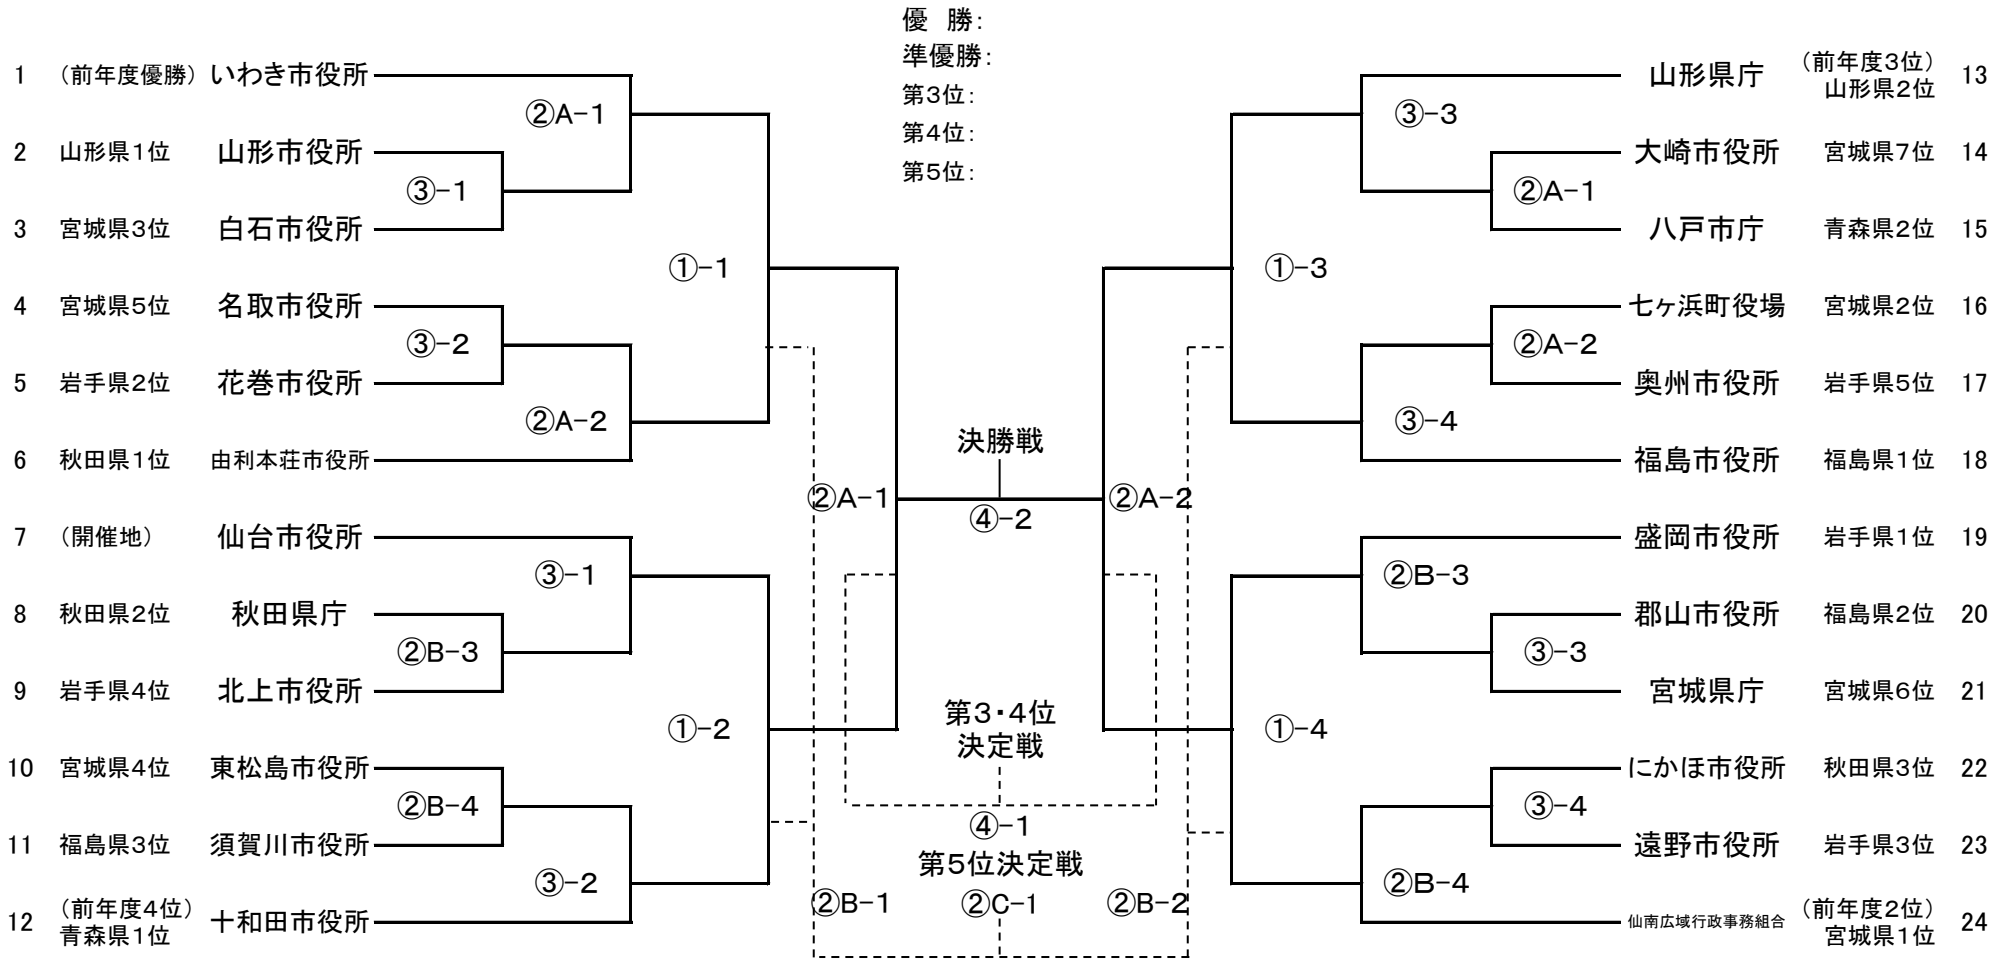 優 勝：
準優勝：
第3位：
第4位：
第5位：
1 （前年度優勝） いわき市役所
②A-1
2 山形県1位 山形市役所
③-1
3 宮城県3位 白石市役所
①-1
4 宮城県5位 名取市役所
③-2
5 岩手県2位 花巻市役所
②A-2
6 秋田県1位 由利本荘市役所
②A-1
7 （開催地） 仙台市役所
③-1
8 秋田県2位 秋田県庁
②B-3
9 岩手県4位 北上市役所
①-2
10 宮城県4位 東松島市役所
②B-4
11 福島県3位 須賀川市役所
③-2
12 （前年度4位） 十和田市役所
青森県1位
決勝戦
④-2
第3・4位
決定戦
④-1
第5位決定戦
②B-1 ②C-1 ②B-2
山形県庁 （前年度3位） 13
山形県2位
③-3
大崎市役所 宮城県7位 14
②A-1
八戸市庁 青森県2位 15
①-3
七ヶ浜町役場 宮城県2位 16
②A-2
奥州市役所 岩手県5位 17
③-4
福島市役所 福島県1位 18
②A-2
盛岡市役所 岩手県1位 19
②B-3
郡山市役所 福島県2位 20
③-3
宮城県庁 宮城県6位 21
①-4
にかほ市役所 秋田県3位 22
③-4
遠野市役所 岩手県3位 23
②B-4
仙南広域行政事務組合 （前年度2位） 24
宮城県1位